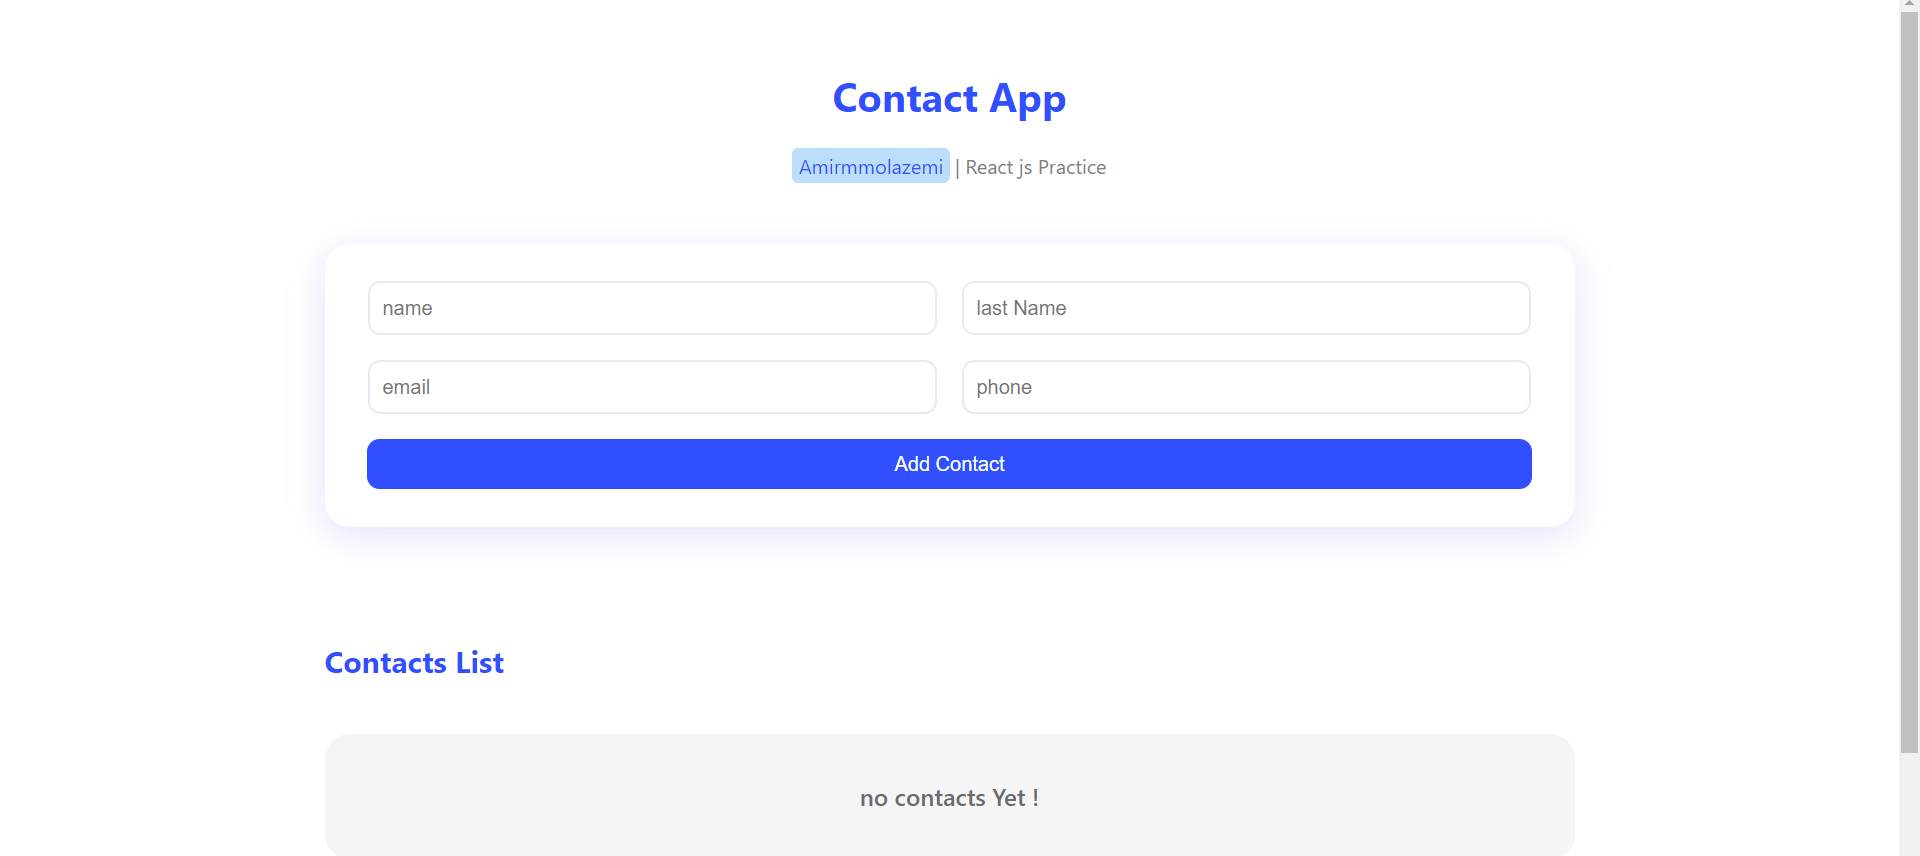 Contact App
Amirmmolazemi | React js Practice
name
last Name
email
phone
Add Contact
Contacts List
no contacts Yet !